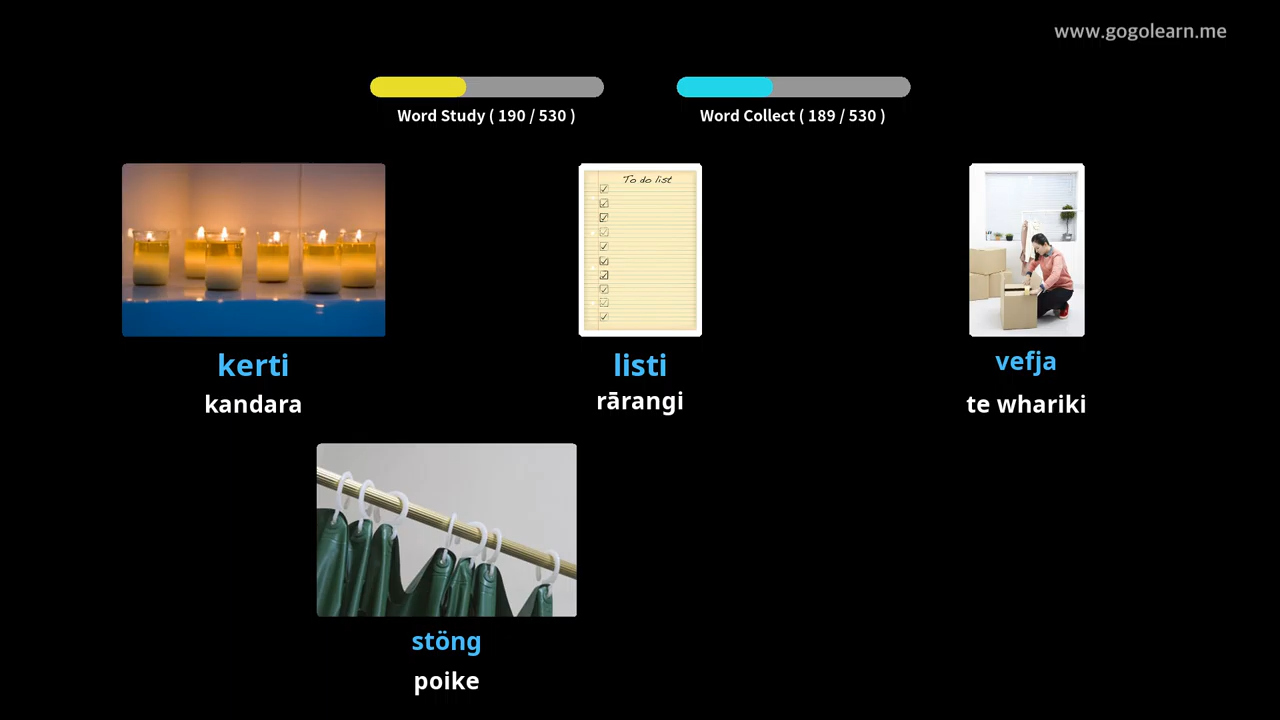 www.gogolearn.me
Word Study ( 190 / 530 )
Word Collect ( 189 / 530 )
To do list
kerti
kandara
listi
rārangi
vefja
te whariki
stöng
poike